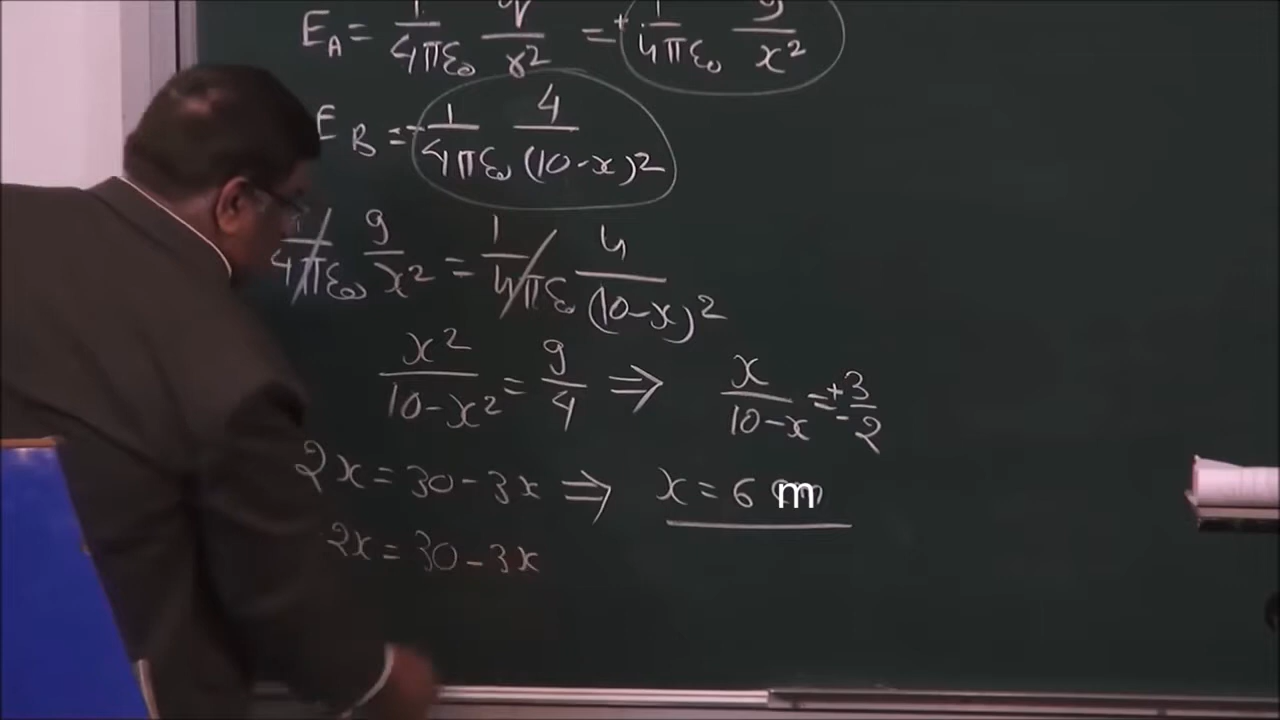 E_A = 1/4πε₀ q/r² = + 1/4πε₀ 9/x²
E_B = - 1/4πε₀ 4/(10-x)²
1/4πε₀ 9/x² = 1/4πε₀ 4/(10-x)²
x²/10-x² = 9/4 ⇒ x/10-x = ±3/2
2x = 30-3x ⇒ x = 6 m
2x = 30-3x